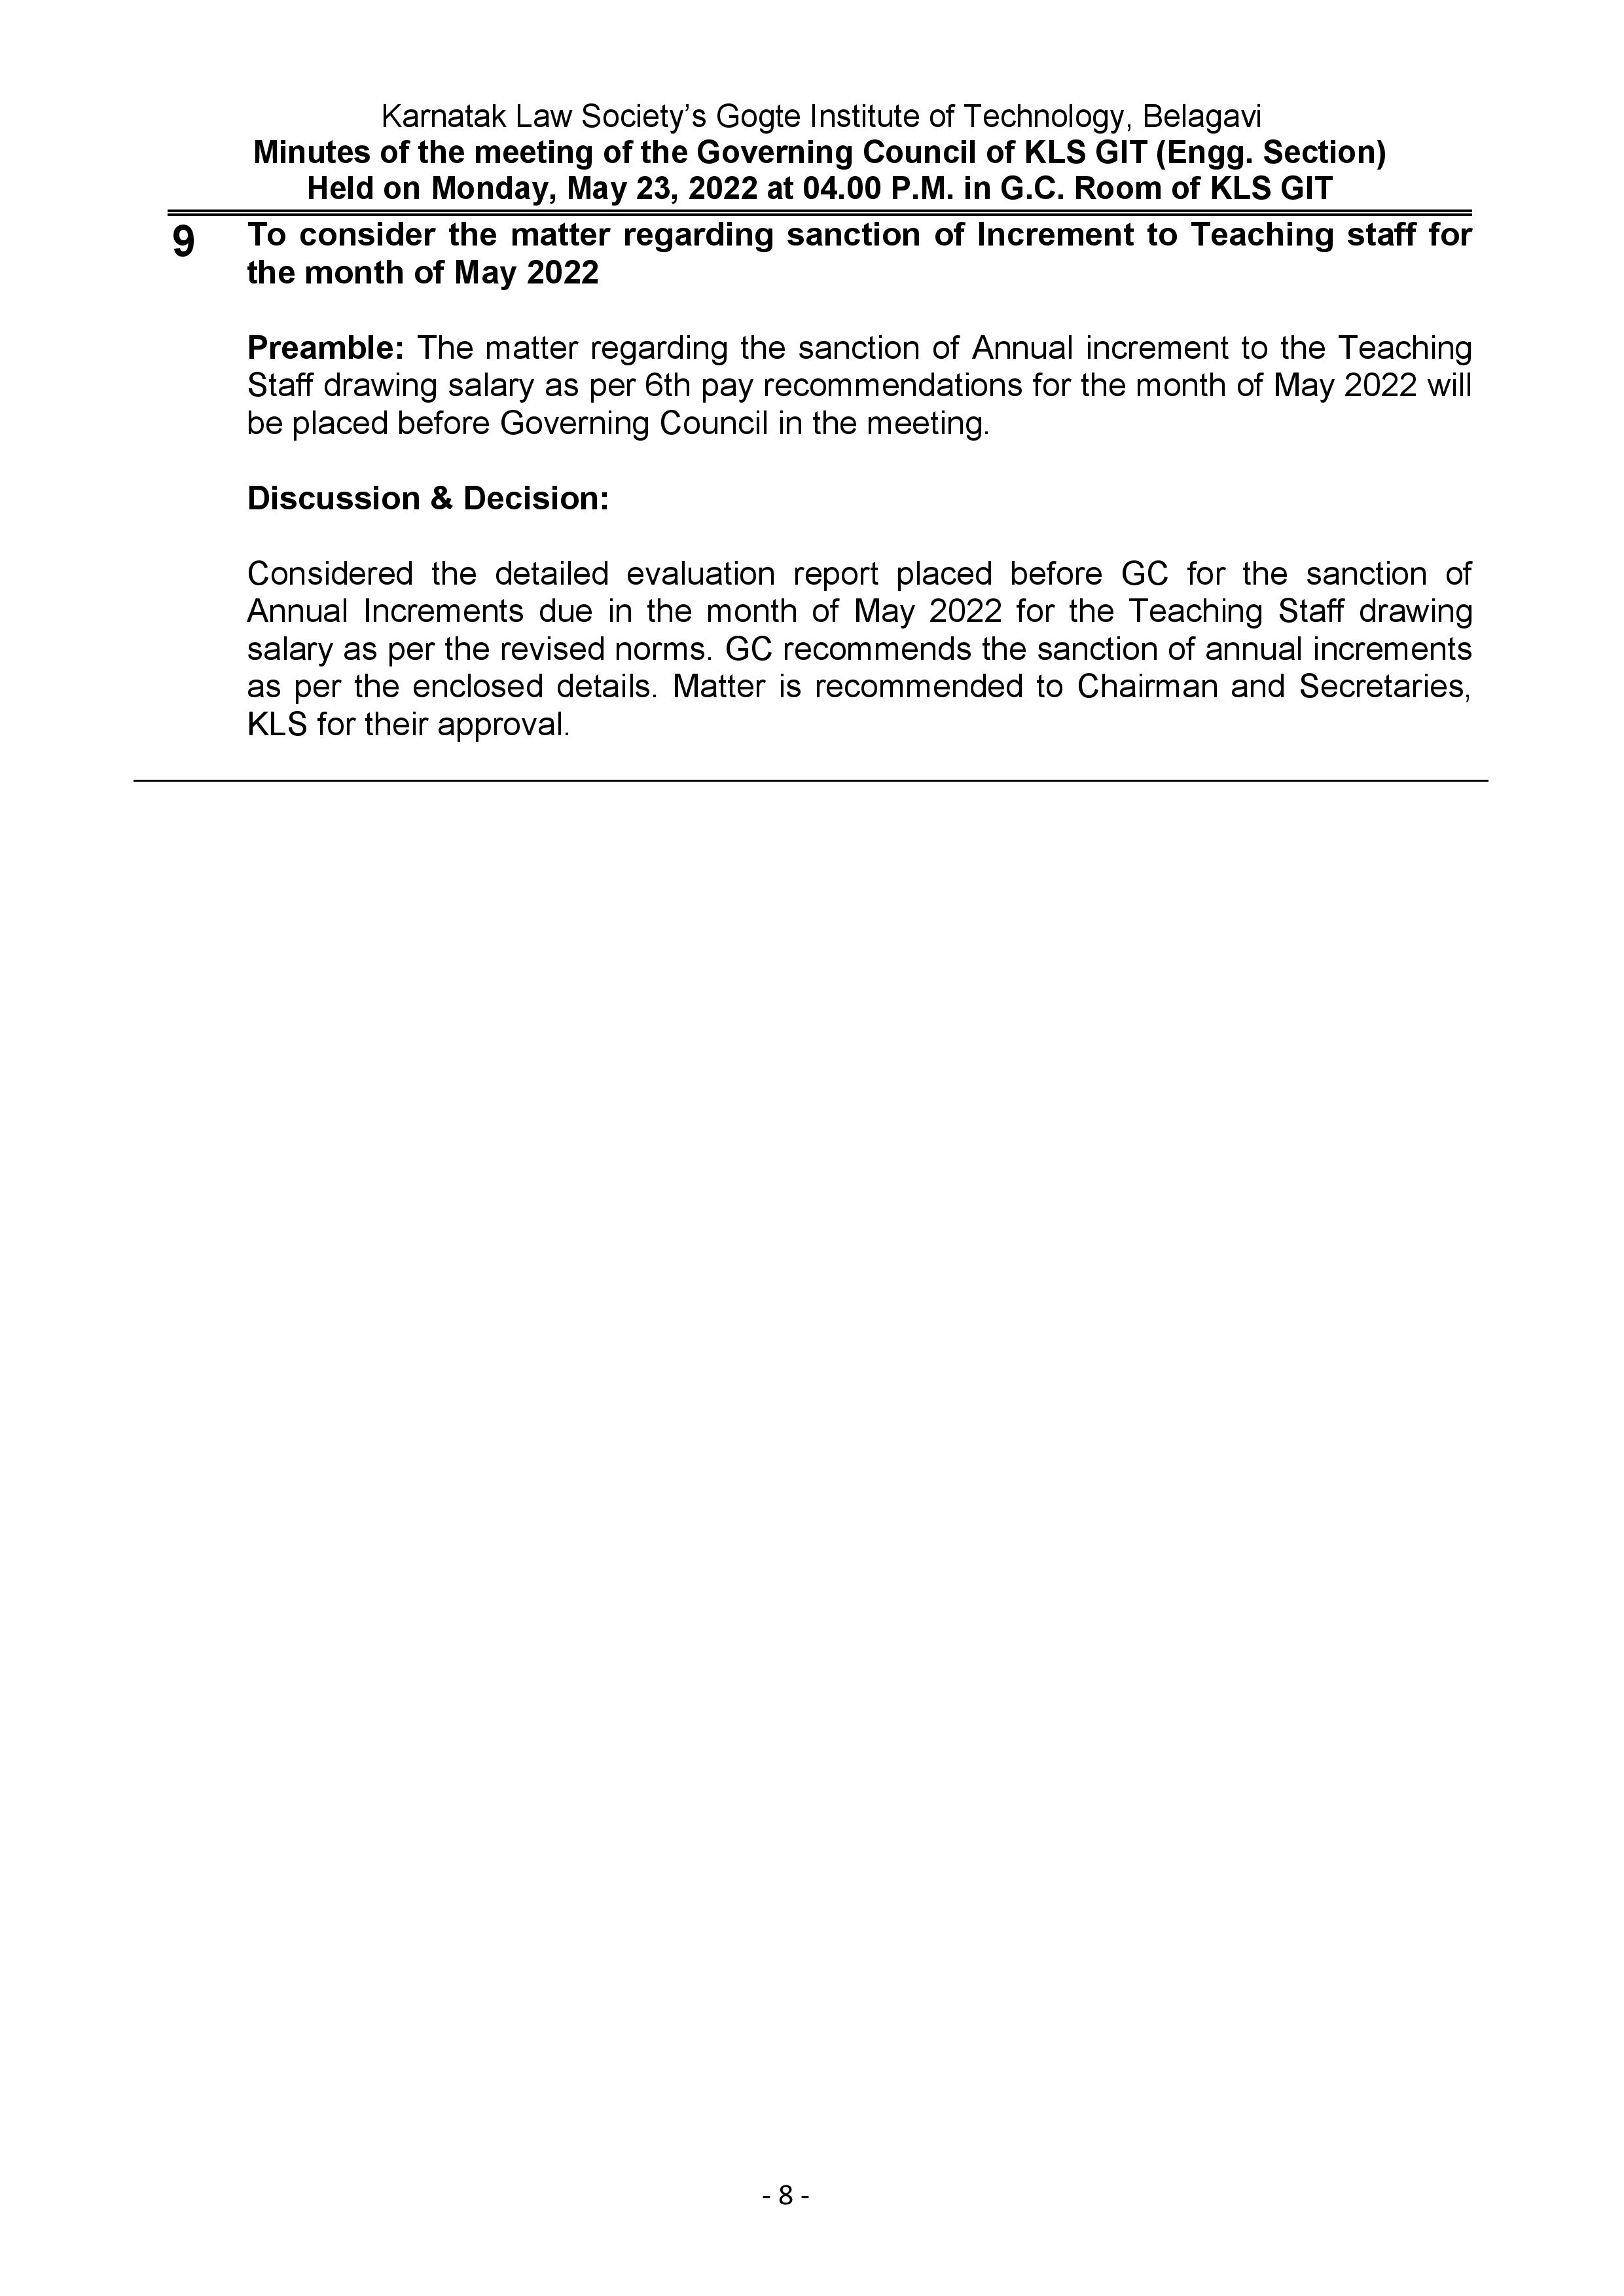 Karnatak Law Society’s Gogte Institute of Technology, Belagavi
Minutes of the meeting of the Governing Council of KLS GIT (Engg. Section)
Held on Monday, May 23, 2022 at 04.00 P.M. in G.C. Room of KLS GIT
9 To consider the matter regarding sanction of Increment to Teaching staff for
the month of May 2022
Preamble: The matter regarding the sanction of Annual increment to the Teaching
Staff drawing salary as per 6th pay recommendations for the month of May 2022 will
be placed before Governing Council in the meeting.
Discussion & Decision:
Considered the detailed evaluation report placed before GC for the sanction of
Annual Increments due in the month of May 2022 for the Teaching Staff drawing
salary as per the revised norms. GC recommends the sanction of annual increments
as per the enclosed details. Matter is recommended to Chairman and Secretaries,
KLS for their approval.
- 8 -